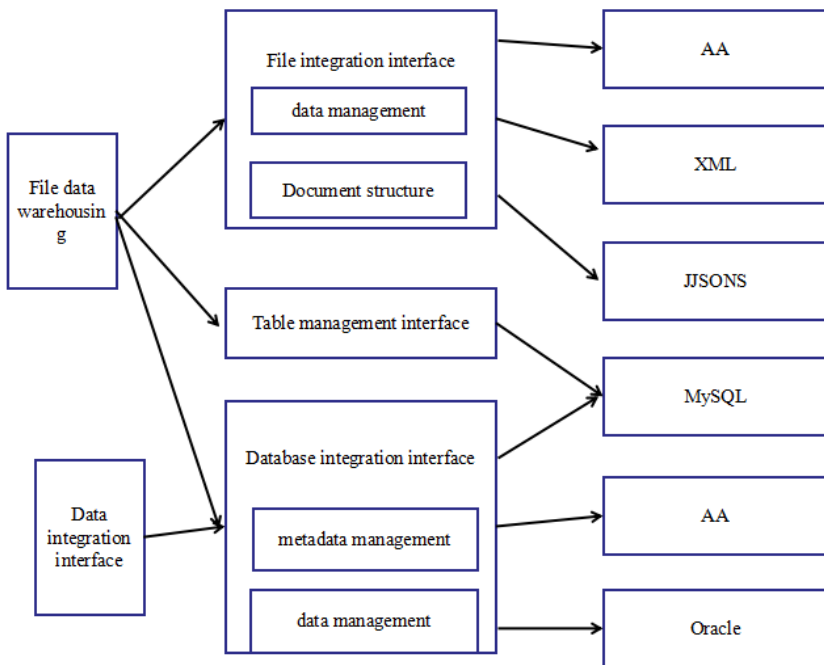 File data
warehousin
g
Data
integration
interface
File integration interface
data management
Document structure
Table management interface
Database integration interface
metadata management
data management
AA
XML
JJSONS
MySQL
AA
Oracle